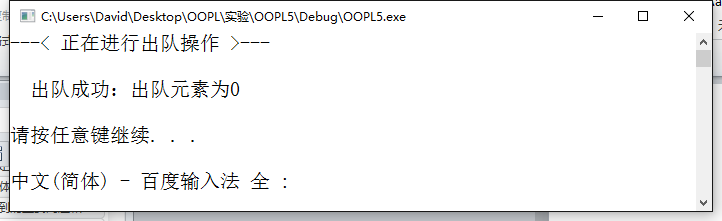 C:\Users\David\Desktop\OOPL\实验\OOPL5\Debug\OOPL5.exe
---< 正在进行出队操作 >---
出队成功：出队元素为0
请按任意键继续. . .
中文(简体) - 百度输入法 全 :